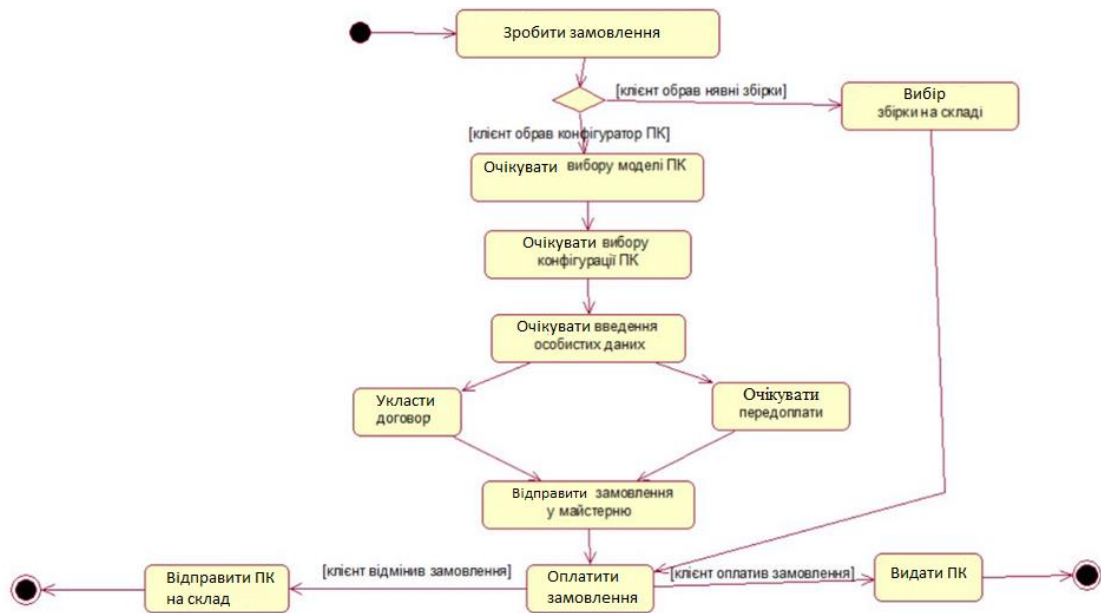 Зробити замовлення
[клієнт обрав нявні збірки]
Вибір
збірки на складі
[клієнт обрав конфігуратор ПК]
Очікувати вибору моделі ПК
Очікувати вибору
конфігурації ПК
Очікувати введення
особистих даних
Укласти
договор
Очікувати
передоплати
Відправити замовлення
у майстерню
Відправити ПК
на склад
[клієнт відмінив замовлення]
Оплатити
замовлення
[клієнт оплатив замовлення]
Видати ПК